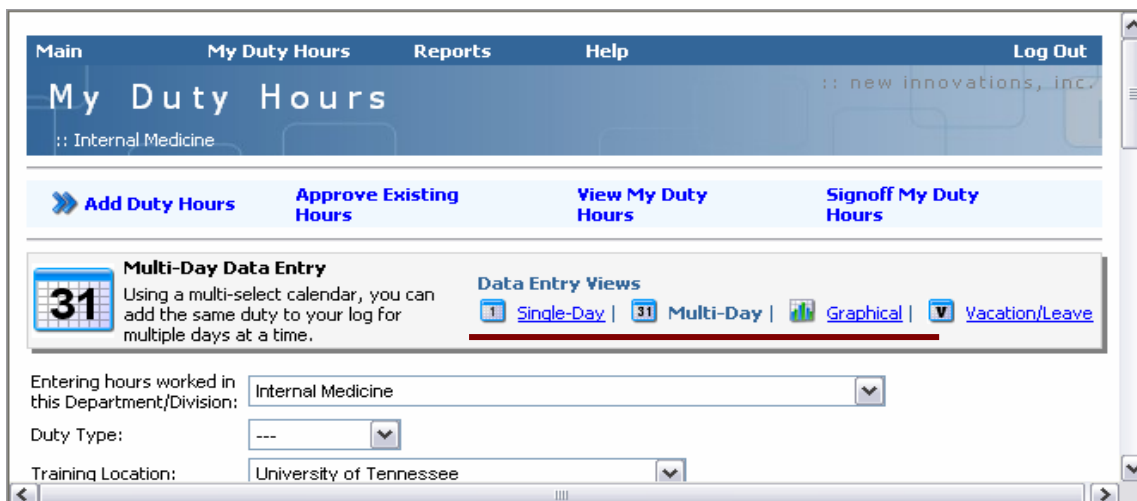 Main My Duty Hours Reports Help Log Out
:: new innovations, inc.
My Duty Hours
:: Internal Medicine
Add Duty Hours
Approve Existing
Hours
View My Duty
Hours
Signoff My Duty
Hours
31
Multi-Day Data Entry
Using a multi-select calendar, you can
add the same duty to your log for
multiple days at a time.
Data Entry Views
1 Single-Day | 31 Multi-Day | Graphical | V Vacation/Leave
Entering hours worked in
this Department/Division:
Internal Medicine
Duty Type: ---
Training Location: University of Tennessee